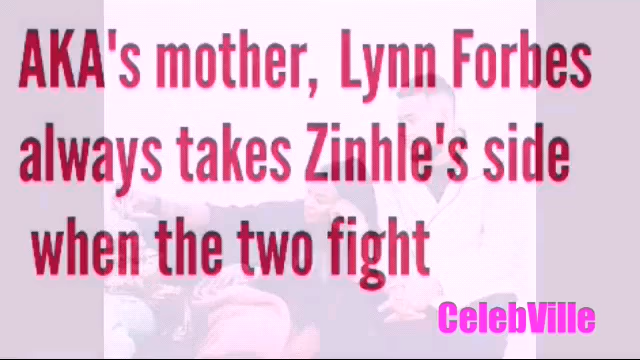 AKA's mother, Lynn Forbes
always takes Zinhle's side
when the two fight
CelebVille